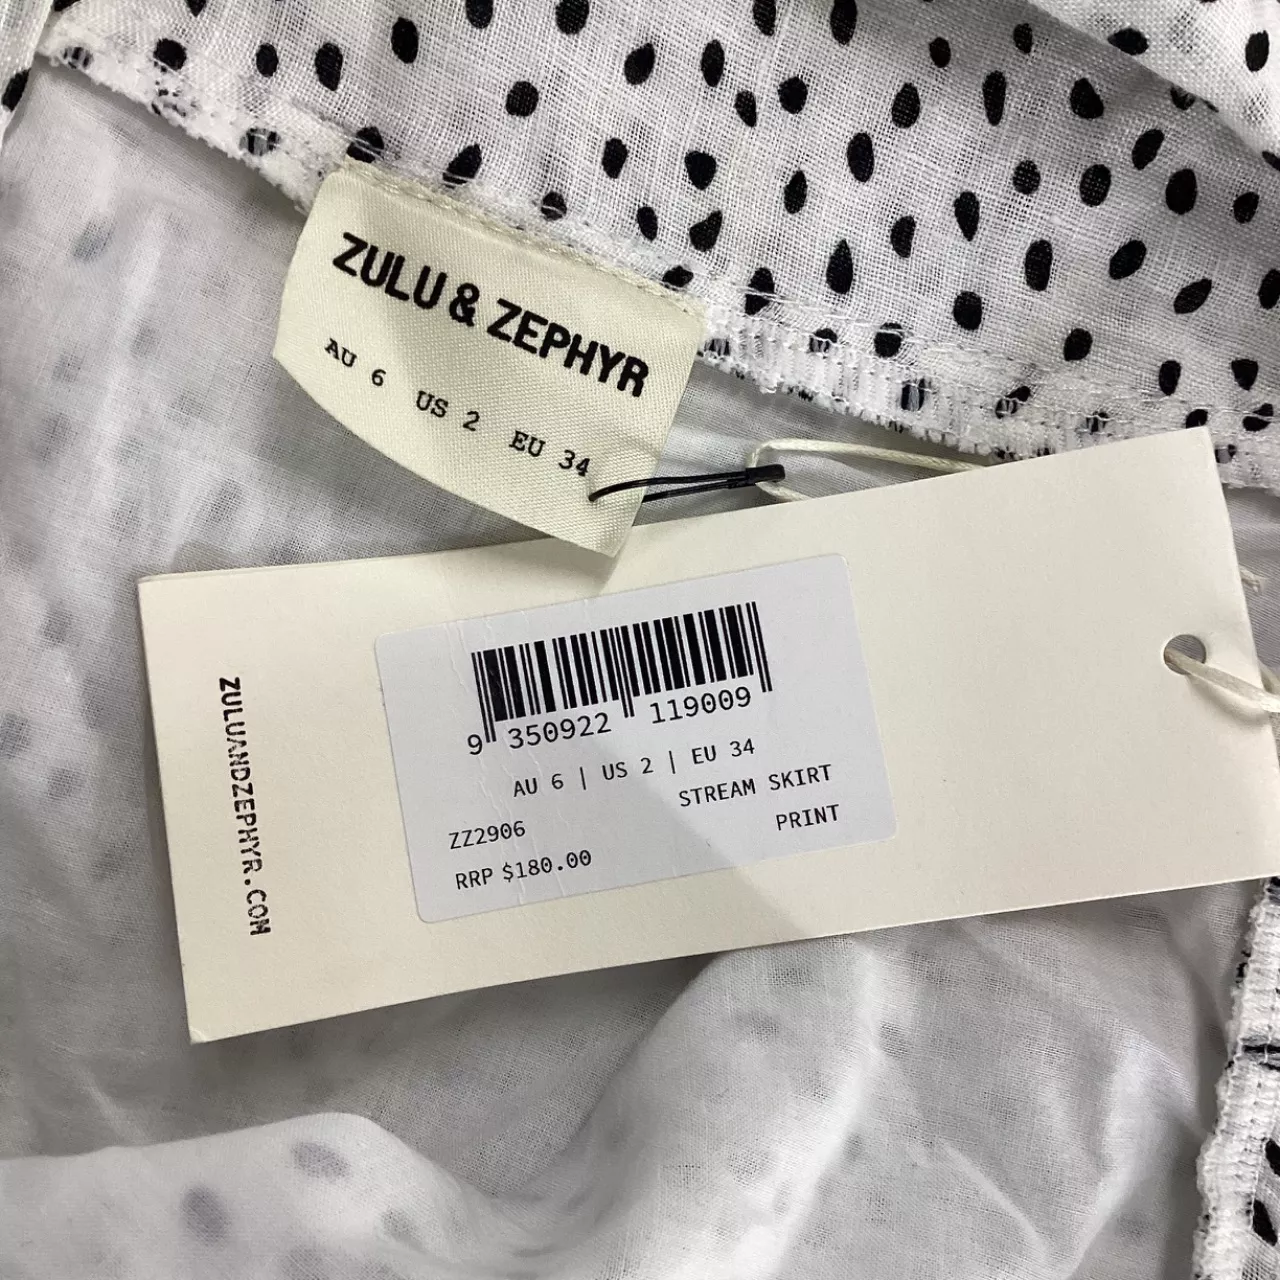 ZULU & ZEPHYR
AU 6 US 2 EU 34
ZULUANDZEPHYR.COM
9 350922 119009
AU 6 | US 2 | EU 34
STREAM SKIRT
ZZ2906
PRINT
RRP $180.00